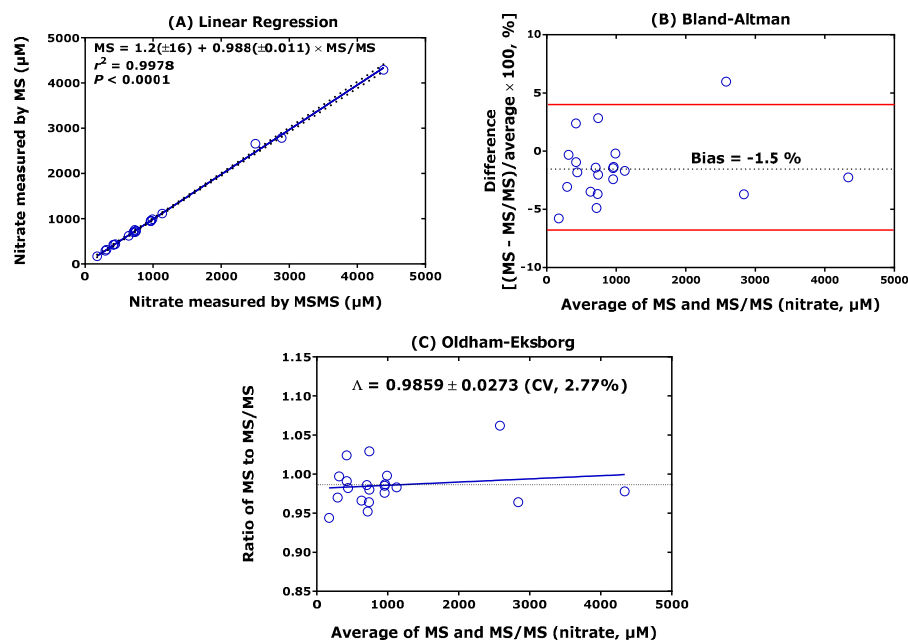 (A) Linear Regression
MS = 1.2(±16) + 0.988(±0.011) × MS/MS
r² = 0.9978
P < 0.0001
Nitrate measured by MS (µM)
5000
4000
3000
2000
1000
0
0 1000 2000 3000 4000 5000
Nitrate measured by MSMS (µM)
(B) Bland-Altman
Difference
[(MS - MS/MS)/average × 100, %)
10
5
0
-5
-10
Bias = -1.5 %
0 1000 2000 3000 4000 5000
Average of MS and MS/MS (nitrate, µM)
(C) Oldham-Eksborg
Λ = 0.9859 ± 0.0273 (CV, 2.77%)
Ratio of MS to MS/MS
1.15
1.10
1.05
1.00
0.95
0.90
0.85
0 1000 2000 3000 4000 5000
Average of MS and MS/MS (nitrate, µM)